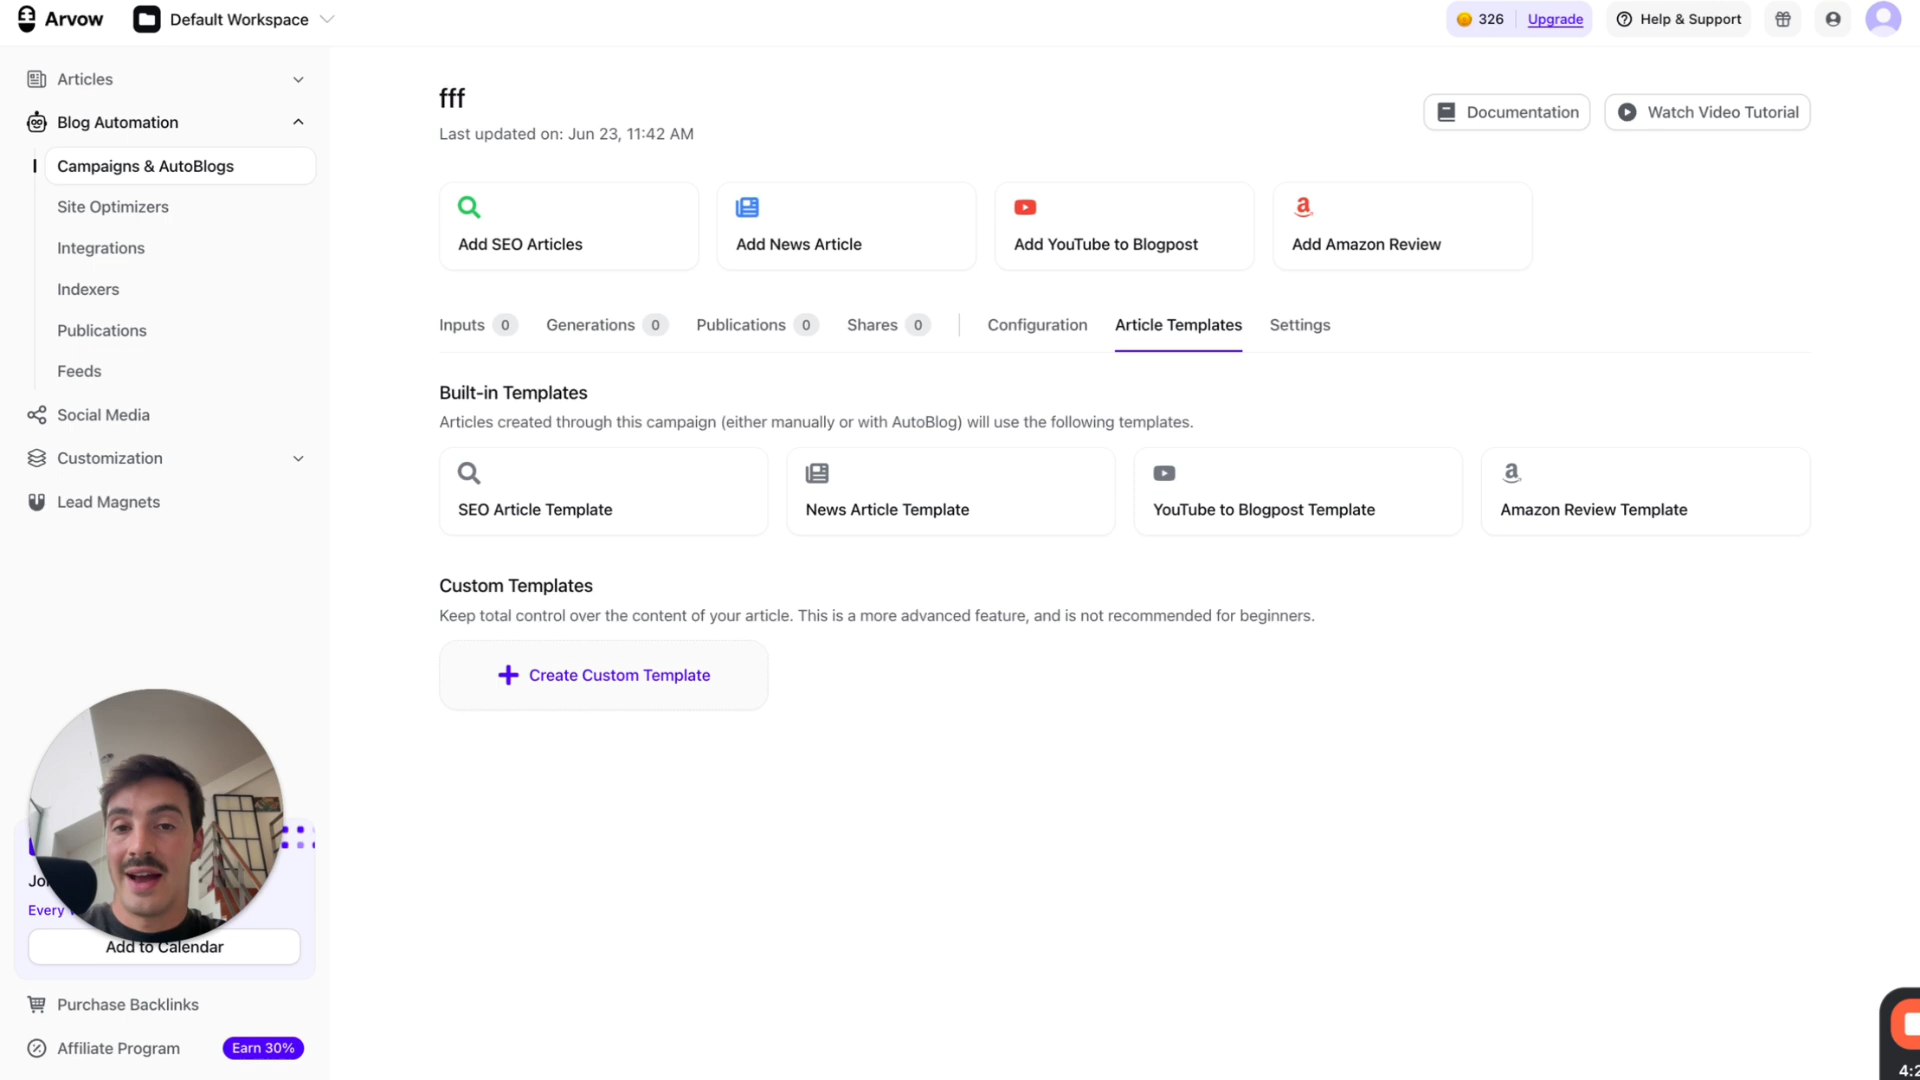 Arvow
Default Workspace
326
Upgrade
Help & Support
Articles
Blog Automation
Campaigns & AutoBlogs
Site Optimizers
Integrations
Indexers
Publications
Feeds
Social Media
Customization
Lead Magnets
Every
Add to Calendar
Purchase Backlinks
Affiliate Program
Earn 30%
fff
Last updated on: Jun 23, 11:42 AM
Documentation
Watch Video Tutorial
Add SEO Articles
Add News Article
Add YouTube to Blogpost
Add Amazon Review
Inputs 0
Generations 0
Publications 0
Shares 0
Configuration
Article Templates
Settings
Built-in Templates
Articles created through this campaign (either manually or with AutoBlog) will use the following templates.
SEO Article Template
News Article Template
YouTube to Blogpost Template
Amazon Review Template
Custom Templates
Keep total control over the content of your article. This is a more advanced feature, and is not recommended for beginners.
Create Custom Template